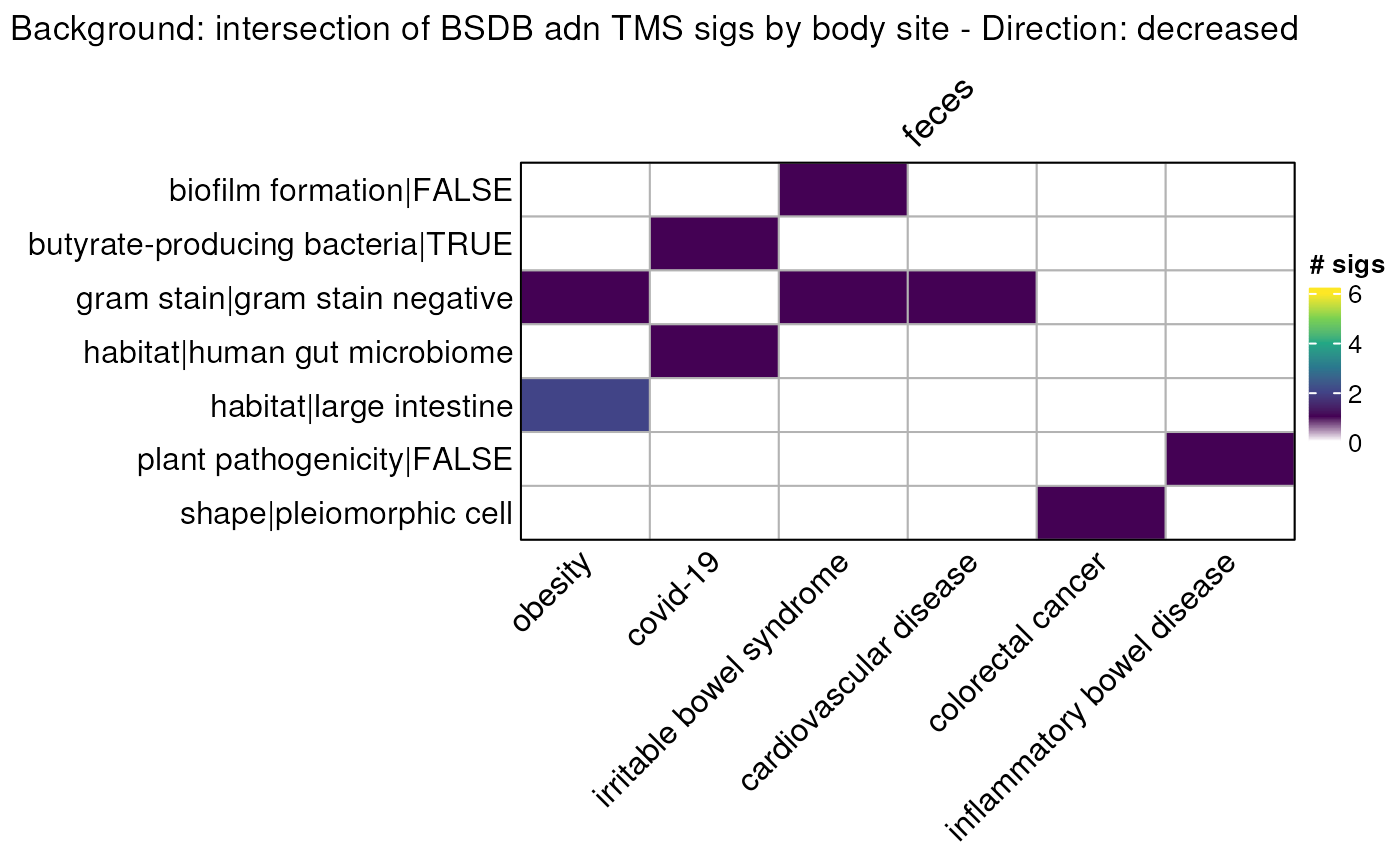 Background: intersection of BSDB adn TMS sigs by body site - Direction: decreased
feces
biofilm formation|FALSE
butyrate-producing bacteria|TRUE
gram stain|gram stain negative
habitat|human gut microbiome
habitat|large intestine
plant pathogenicity|FALSE
shape|pleiomorphic cell
# sigs
6
4
2
0
obesity
covid-19
irritable bowel syndrome
cardiovascular disease
colorectal cancer
inflammatory bowel disease